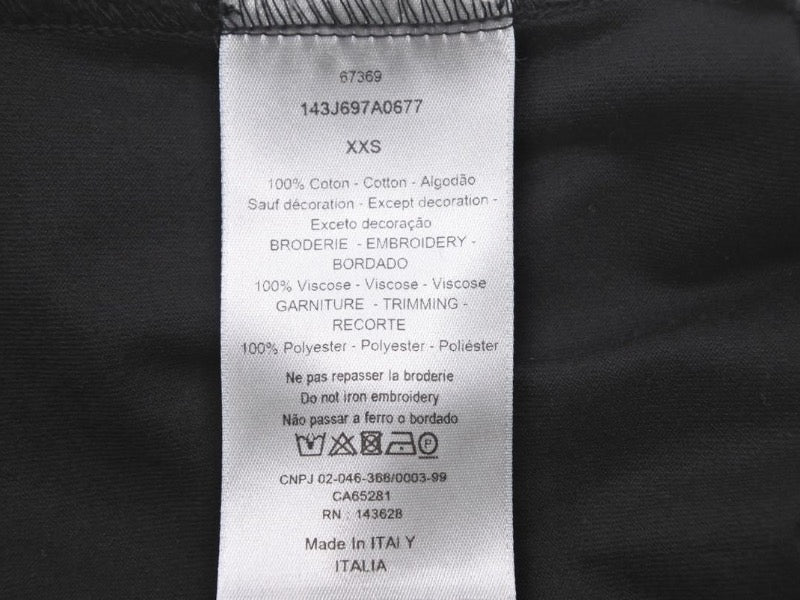 67369
143J697A0677
XXS
100% Coton - Cotton - Algodão
Sauf décoration - Except decoration -
Exceto decoração
BRODERIE - EMBROIDERY -
BORDADO
100% Viscose - Viscose - Viscose
GARNITURE - TRIMMING -
RECORTE
100% Polyester - Polyester - Poliéster
Ne pas repasser la broderie
Do not iron embroidery
Não passar a ferro o bordado
P
CNPJ 02-046-368/0003-99
CA65281
RN : 143628
Made In ITALY
ITALIA